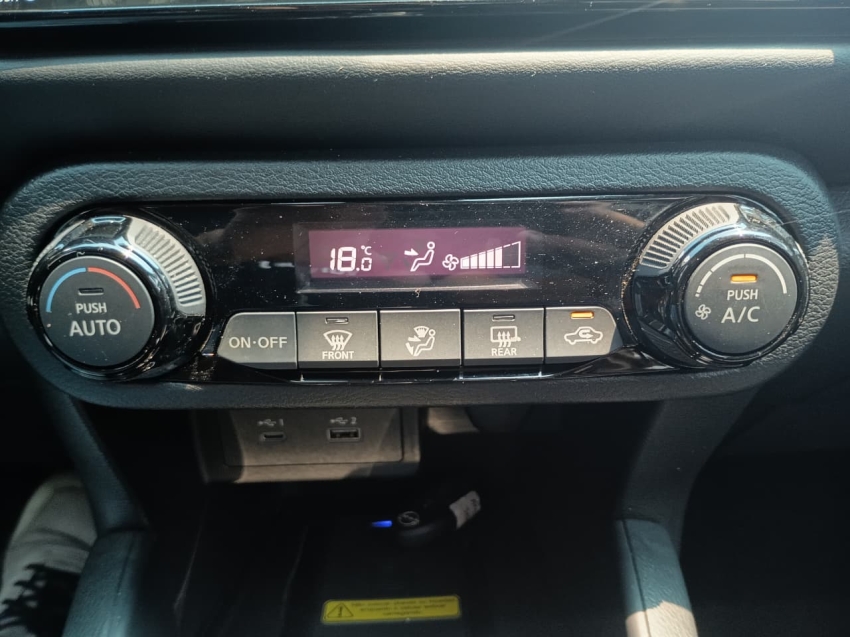 18.0 °C
PUSH
AUTO
PUSH
A/C
ON·OFF
FRONT
REAR
1
2